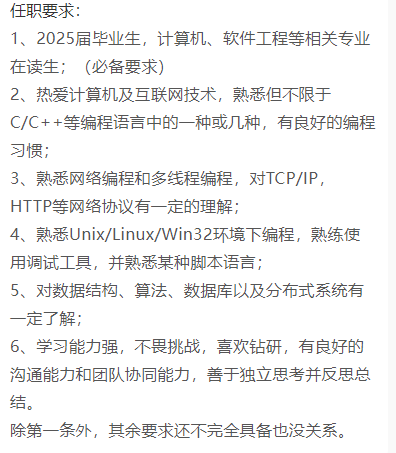 任职要求：
1、2025届毕业生，计算机、软件工程等相关专业
在读生；（必备要求）
2、热爱计算机及互联网技术，熟悉但不限于
C/C++等编程语言中的一种或几种，有良好的编程
习惯；
3、熟悉网络编程和多线程编程，对TCP/IP，
HTTP等网络协议有一定的理解；
4、熟悉Unix/Linux/Win32环境下编程，熟练使
用调试工具，并熟悉某种脚本语言；
5、对数据结构、算法、数据库以及分布式系统有
一定了解；
6、学习能力强，不畏挑战，喜欢钻研，有良好的
沟通能力和团队协同能力，善于独立思考并反思总
结。
除第一条外，其余要求还不完全具备也没关系。